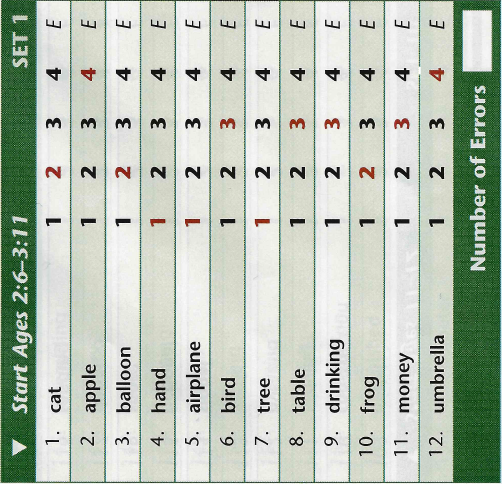 ▼ Start Ages 2:6–3:11 SET 1
1. cat 1 2 3 4 E
2. apple 1 2 3 4 E
3. balloon 1 2 3 4 E
4. hand 1 2 3 4 E
5. airplane 1 2 3 4 E
6. bird 1 2 3 4 E
7. tree 1 2 3 4 E
8. table 1 2 3 4 E
9. drinking 1 2 3 4 E
10. frog 1 2 3 4 E
11. money 1 2 3 4 E
12. umbrella 1 2 3 4 E
Number of Errors